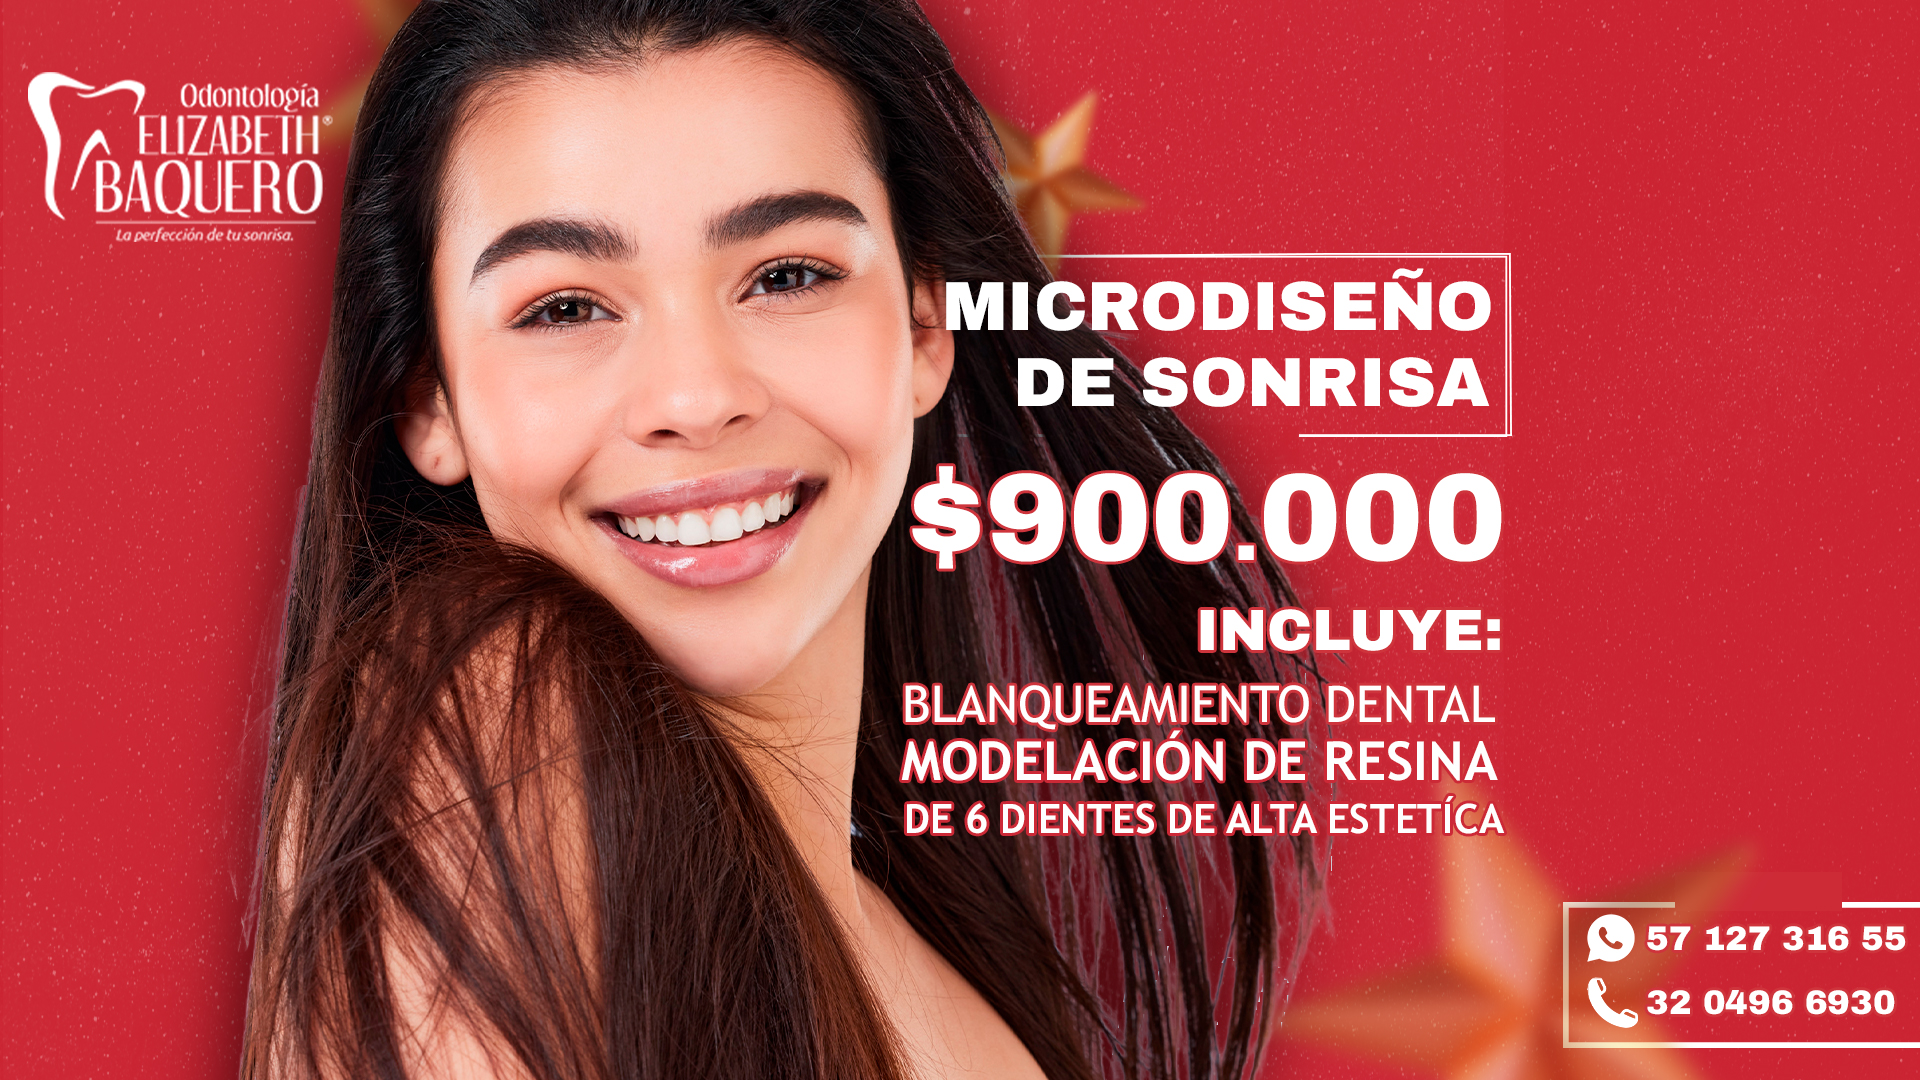 Odontología
ELIZABETH®
BAQUERO
La perfección de tu sonrisa.
MICRODISEÑO
DE SONRISA
$900.000
INCLUYE:
BLANQUEAMIENTO DENTAL
MODELACIÓN DE RESINA
DE 6 DIENTES DE ALTA ESTETÍCA
57 127 316 55
32 0496 6930